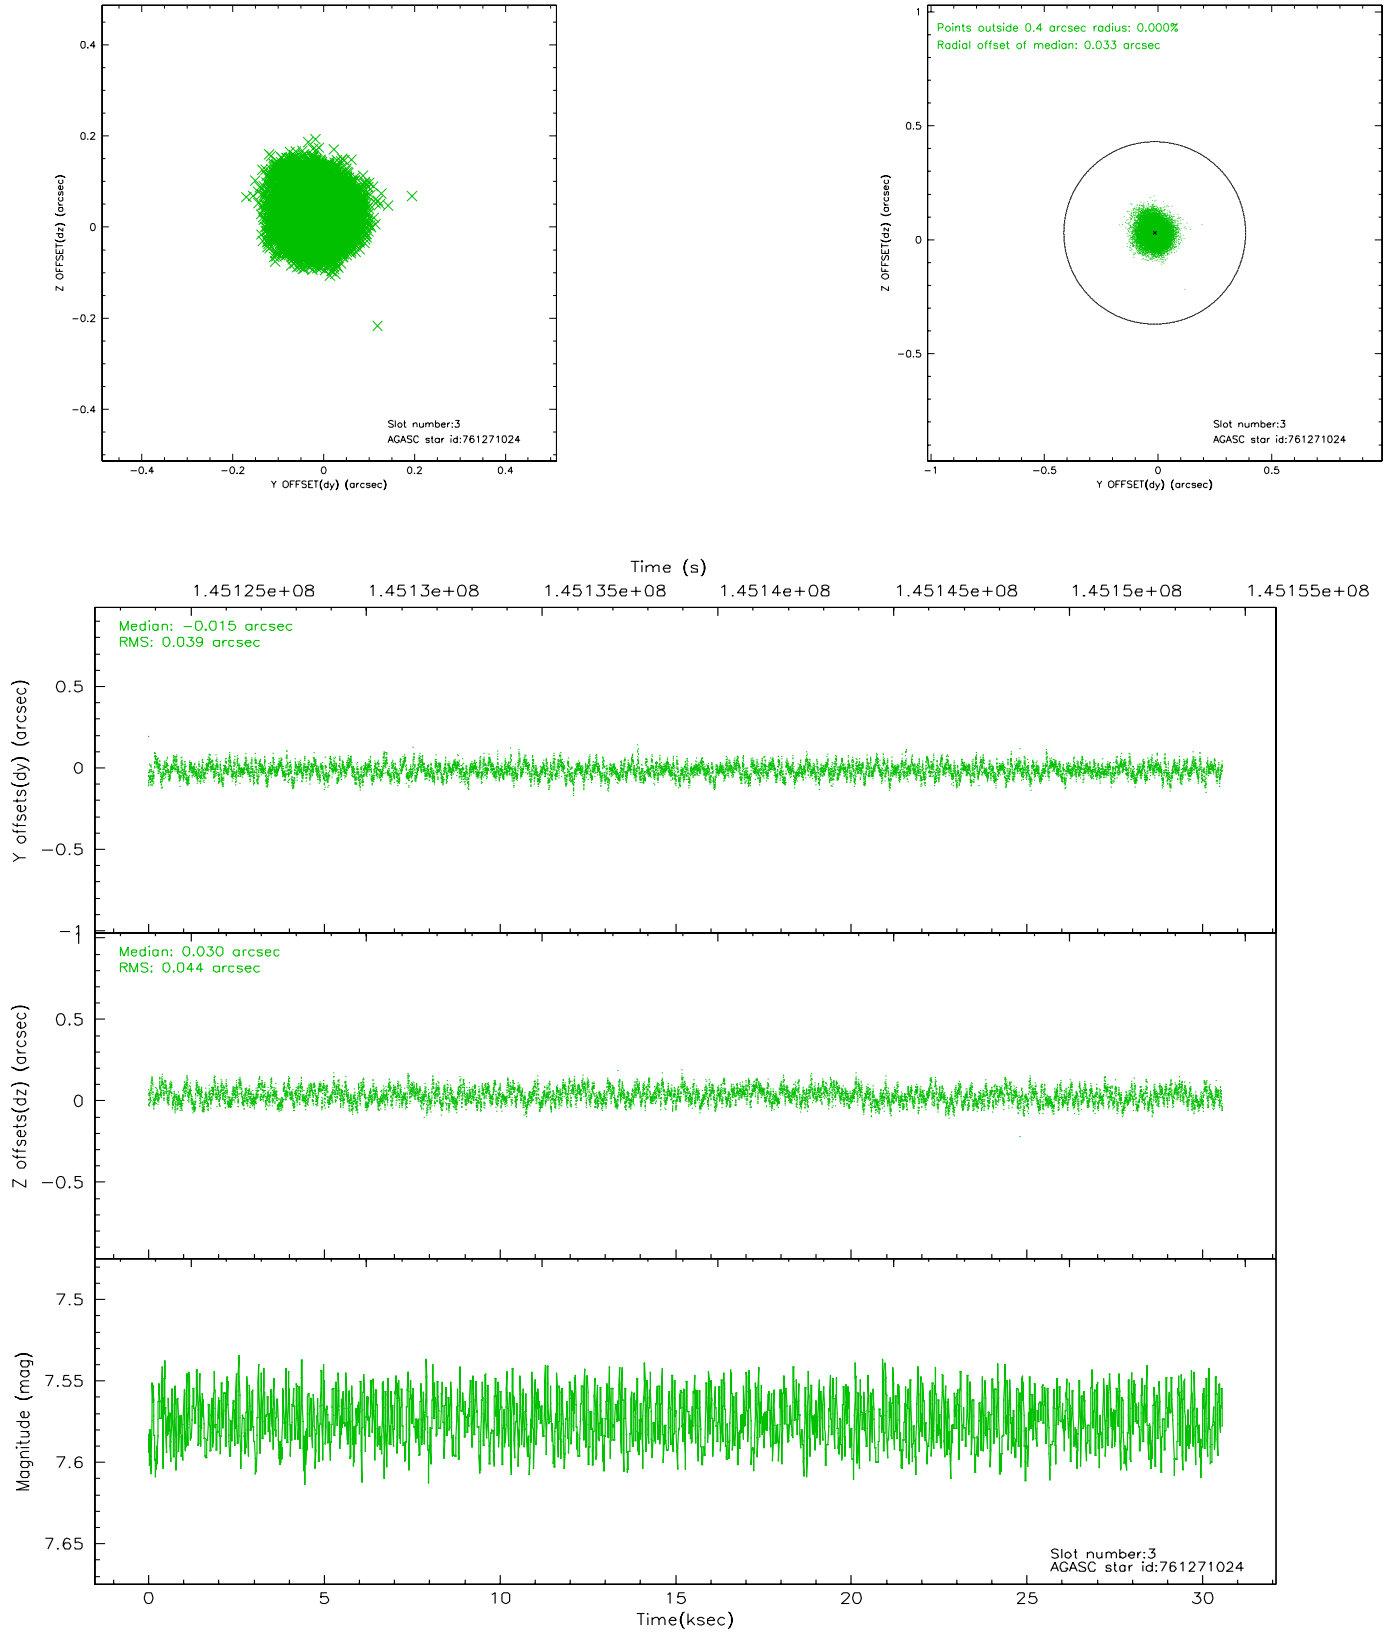 0.4
0.2
0
-0.2
-0.4
Z OFFSET(dz) (arcsec)
Slot number:3
AGASC star id:761271024
-0.4 -0.2 0 0.2 0.4
Y OFFSET(dy) (arcsec)
Points outside 0.4 arcsec radius: 0.000%
Radial offset of median: 0.033 arcsec
1
0.5
0
-0.5
-1
Z OFFSET(dz) (arcsec)
Slot number:3
AGASC star id:761271024
-1 -0.5 0 0.5
Y OFFSET(dy) (arcsec)
Time (s)
1.45125e+08 1.4513e+08 1.45135e+08 1.4514e+08 1.45145e+08 1.4515e+08 1.45155e+08
Median: -0.015 arcsec
RMS: 0.039 arcsec
0.5
0
-0.5
-1
Y offsets(dy) (arcsec)
Median: 0.030 arcsec
RMS: 0.044 arcsec
1
0.5
0
-0.5
Z offsets(dz) (arcsec)
7.5
7.55
7.6
7.65
Magnitude (mag)
Slot number:3
AGASC star id:761271024
0 5 10 15 20 25 30
Time(ksec)